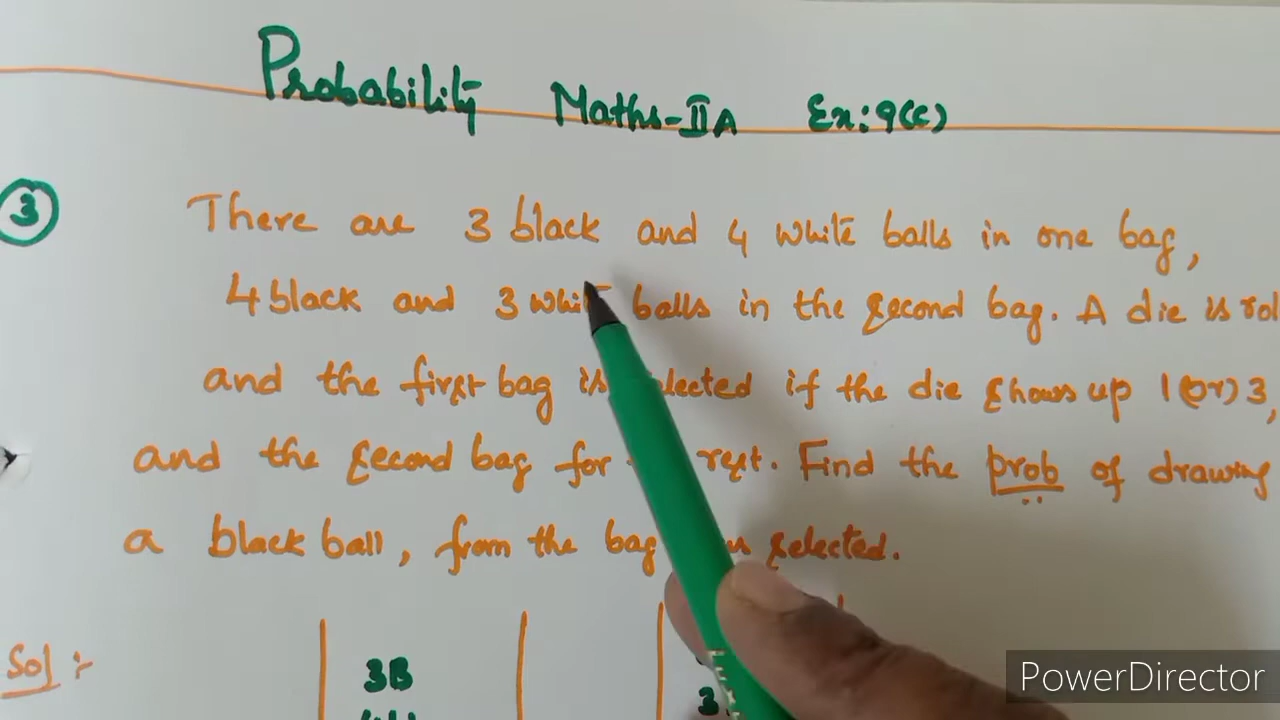 Probability Maths-IIA Ex: 9(c)
3 There are 3 black and 4 white balls in one bag,
4 black and 3 balls in the second bag. A die is rol
and the first bag is if the die shows up 1 (or) 3,
and the second bag for rest. Find the prob of drawing
a black ball, from the bag selected.
Sol :-
3B
PowerDirector